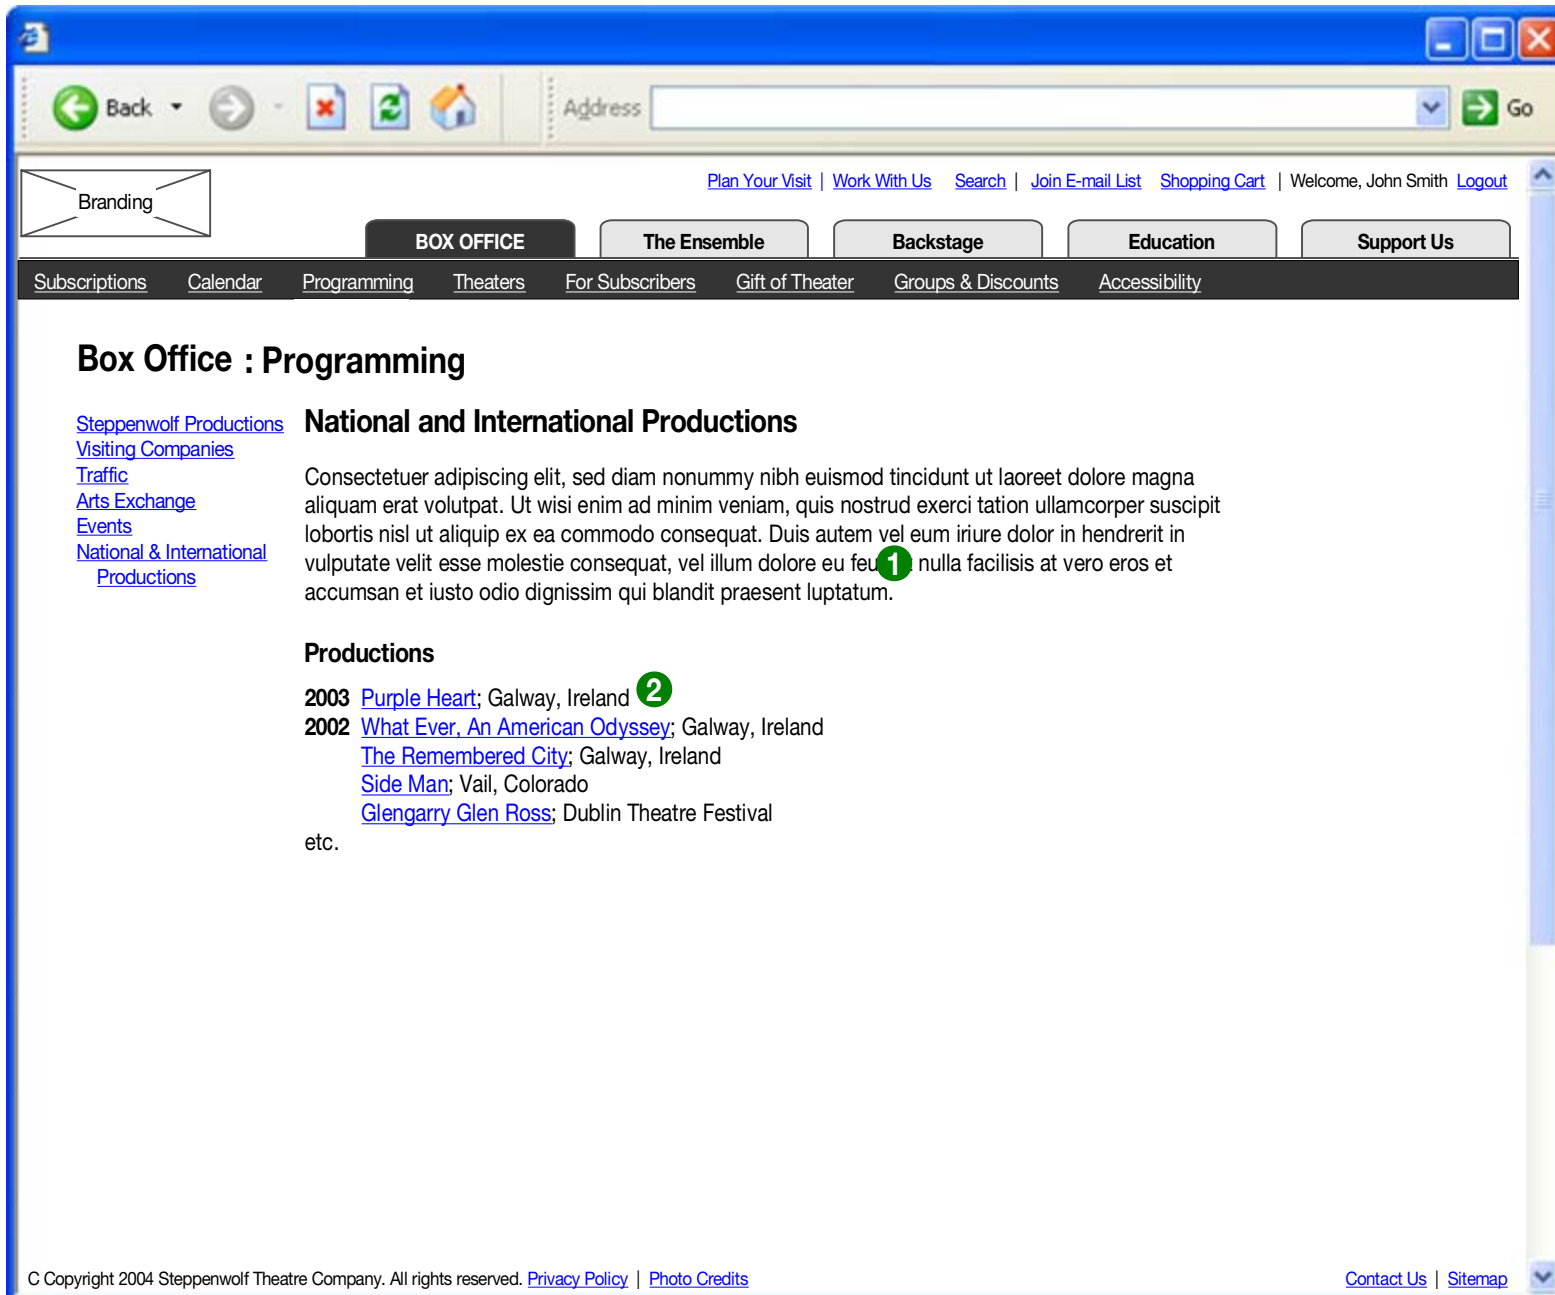 Back
Address
Go
Branding
Plan Your Visit | Work With Us Search | Join E-mail List Shopping Cart | Welcome, John Smith Logout
BOX OFFICE The Ensemble Backstage Education Support Us
Subscriptions Calendar Programming Theaters For Subscribers Gift of Theater Groups & Discounts Accessibility
Box Office : Programming
Steppenwolf Productions
Visiting Companies
Traffic
Arts Exchange
Events
National & International
Productions
National and International Productions
Consectetuer adipiscing elit, sed diam nonummy nibh euismod tincidunt ut laoreet dolore magna
aliquam erat volutpat. Ut wisi enim ad minim veniam, quis nostrud exerci tation ullamcorper suscipit
lobortis nisl ut aliquip ex ea commodo consequat. Duis autem vel eum iriure dolor in hendrerit in
vulputate velit esse molestie consequat, vel illum dolore eu 1 nulla facilisis at vero eros et
accumsan et iusto odio dignissim qui blandit praesent luptatum.
Productions
2003 Purple Heart; Galway, Ireland 2
2002 What Ever, An American Odyssey; Galway, Ireland
The Remembered City; Galway, Ireland
Side Man; Vail, Colorado
Glengarry Glen Ross; Dublin Theatre Festival
etc.
C Copyright 2004 Steppenwolf Theatre Company. All rights reserved. Privacy Policy | Photo Credits
Contact Us | Sitemap